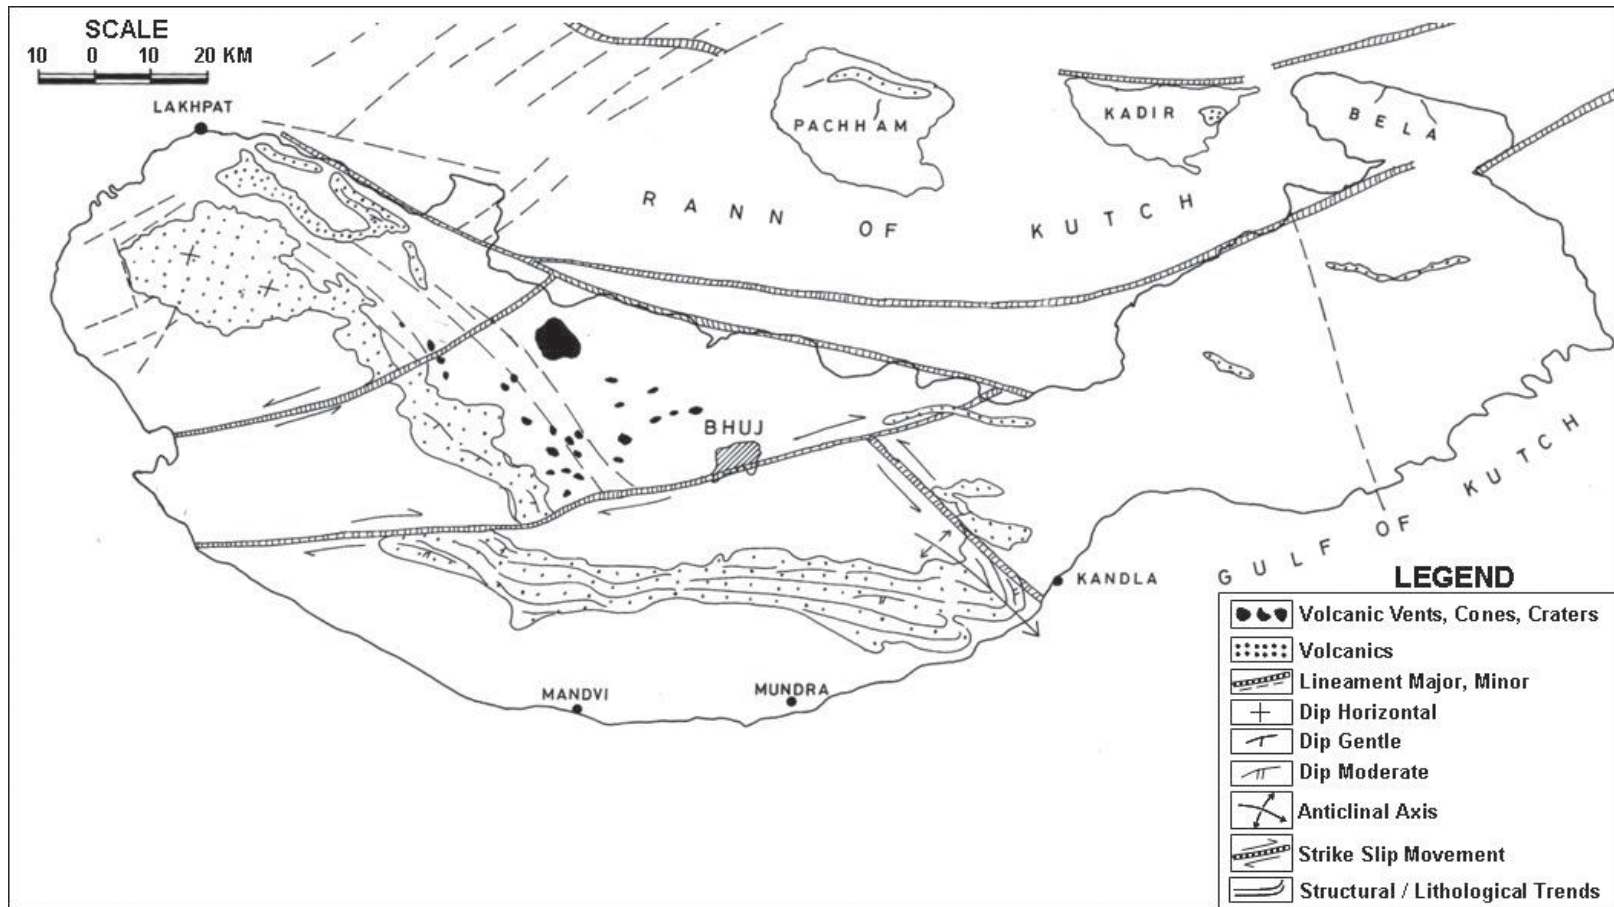 SCALE
10 0 10 20 KM
LAKHPAT
PACHHAM
KADIR
BELA
RANN OF KUTCH
BHUJ
KANDLA
GULF OF KUTCH
MANDVI
MUNDRA
LEGEND
Volcanic Vents, Cones, Craters
Volcanics
Lineament Major, Minor
Dip Horizontal
Dip Gentle
Dip Moderate
Anticlinal Axis
Strike Slip Movement
Structural / Lithological Trends